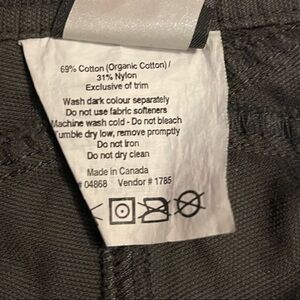 69% Cotton (Organic Cotton) /
31% Nylon
Exclusive of trim
Wash dark colour separately
Do not use fabric softeners
Machine wash cold - Do not bleach
Tumble dry low, remove promptly
Do not iron
Do not dry clean
Made in Canada
# 04868 Vendor # 1785